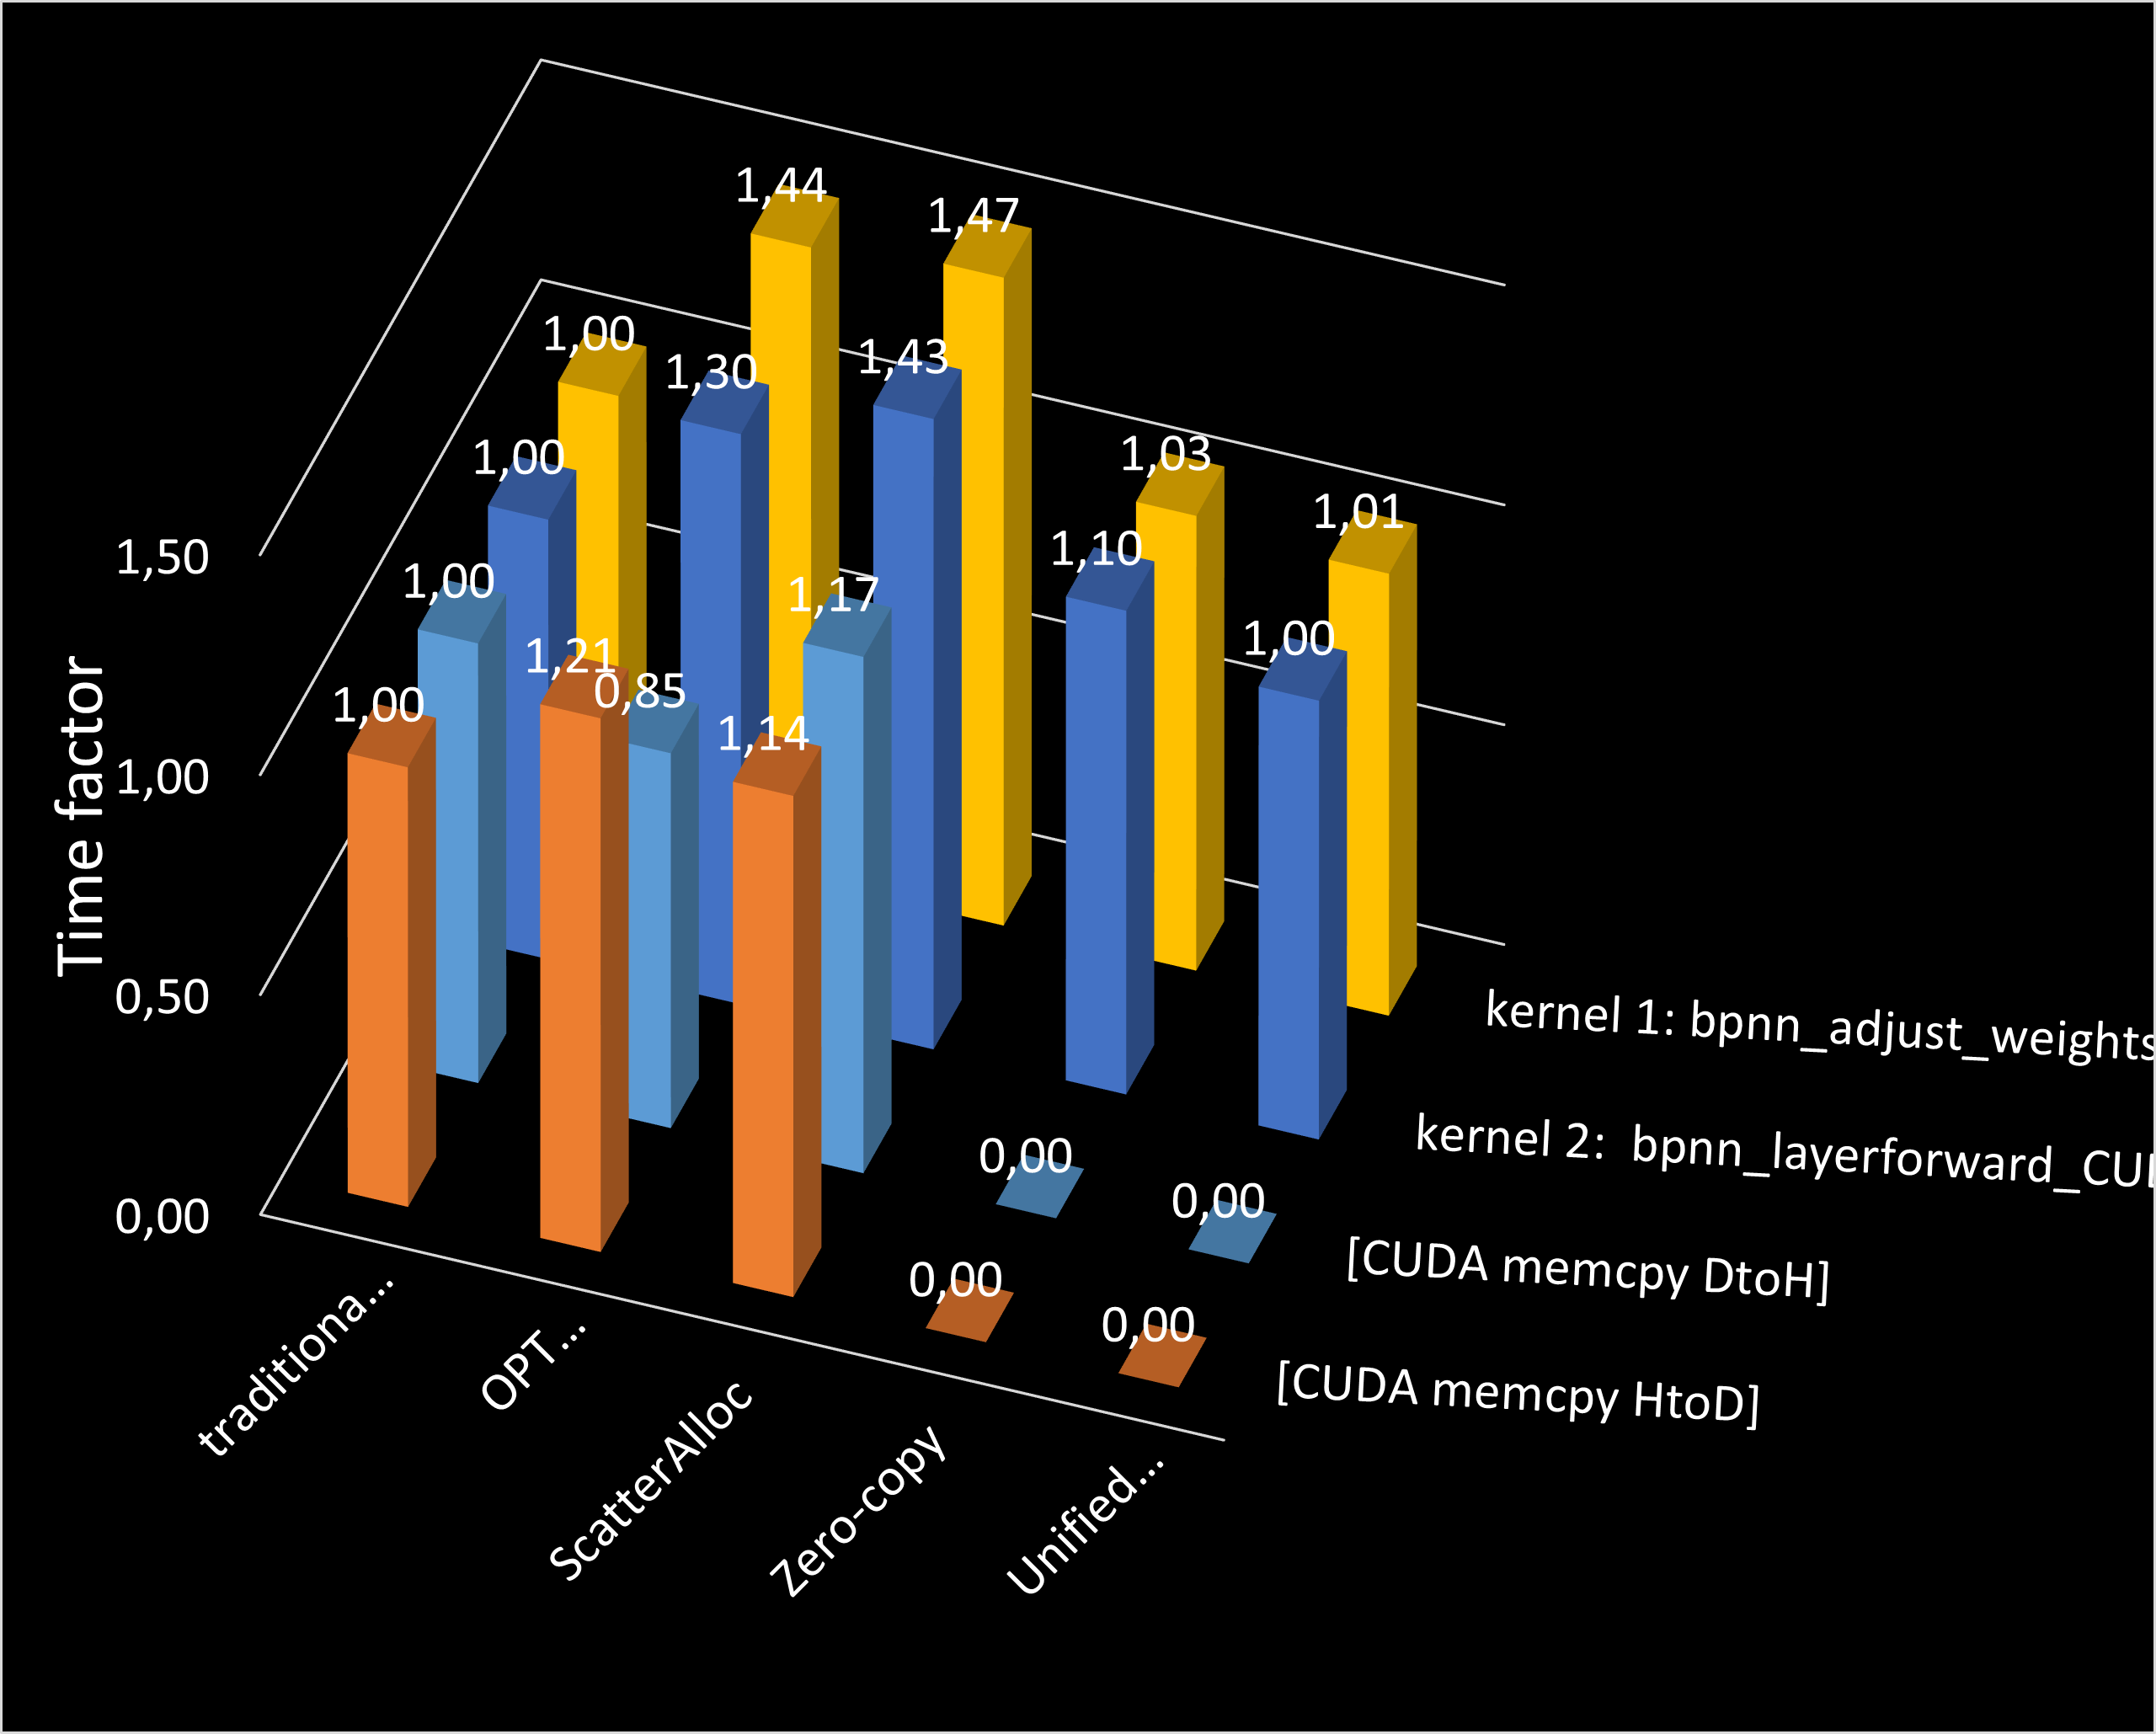 1,44
1,47
1,00
1,30
1,43
1,00
1,03
1,01
1,50
1,00
1,10
1,17
1,21
0,85
1,00
1,00
1,14
Time factor
1,00
0,50
0,00
0,00
0,00
0,00
0,00
kernel 1: bpnn_adjust_weights
kernel 2: bpnn_layerforward_CUD
[CUDA memcpy DtoH]
[CUDA memcpy HtoD]
traditiona...
OPT...
ScatterAlloc
Zero-copy
Unified...